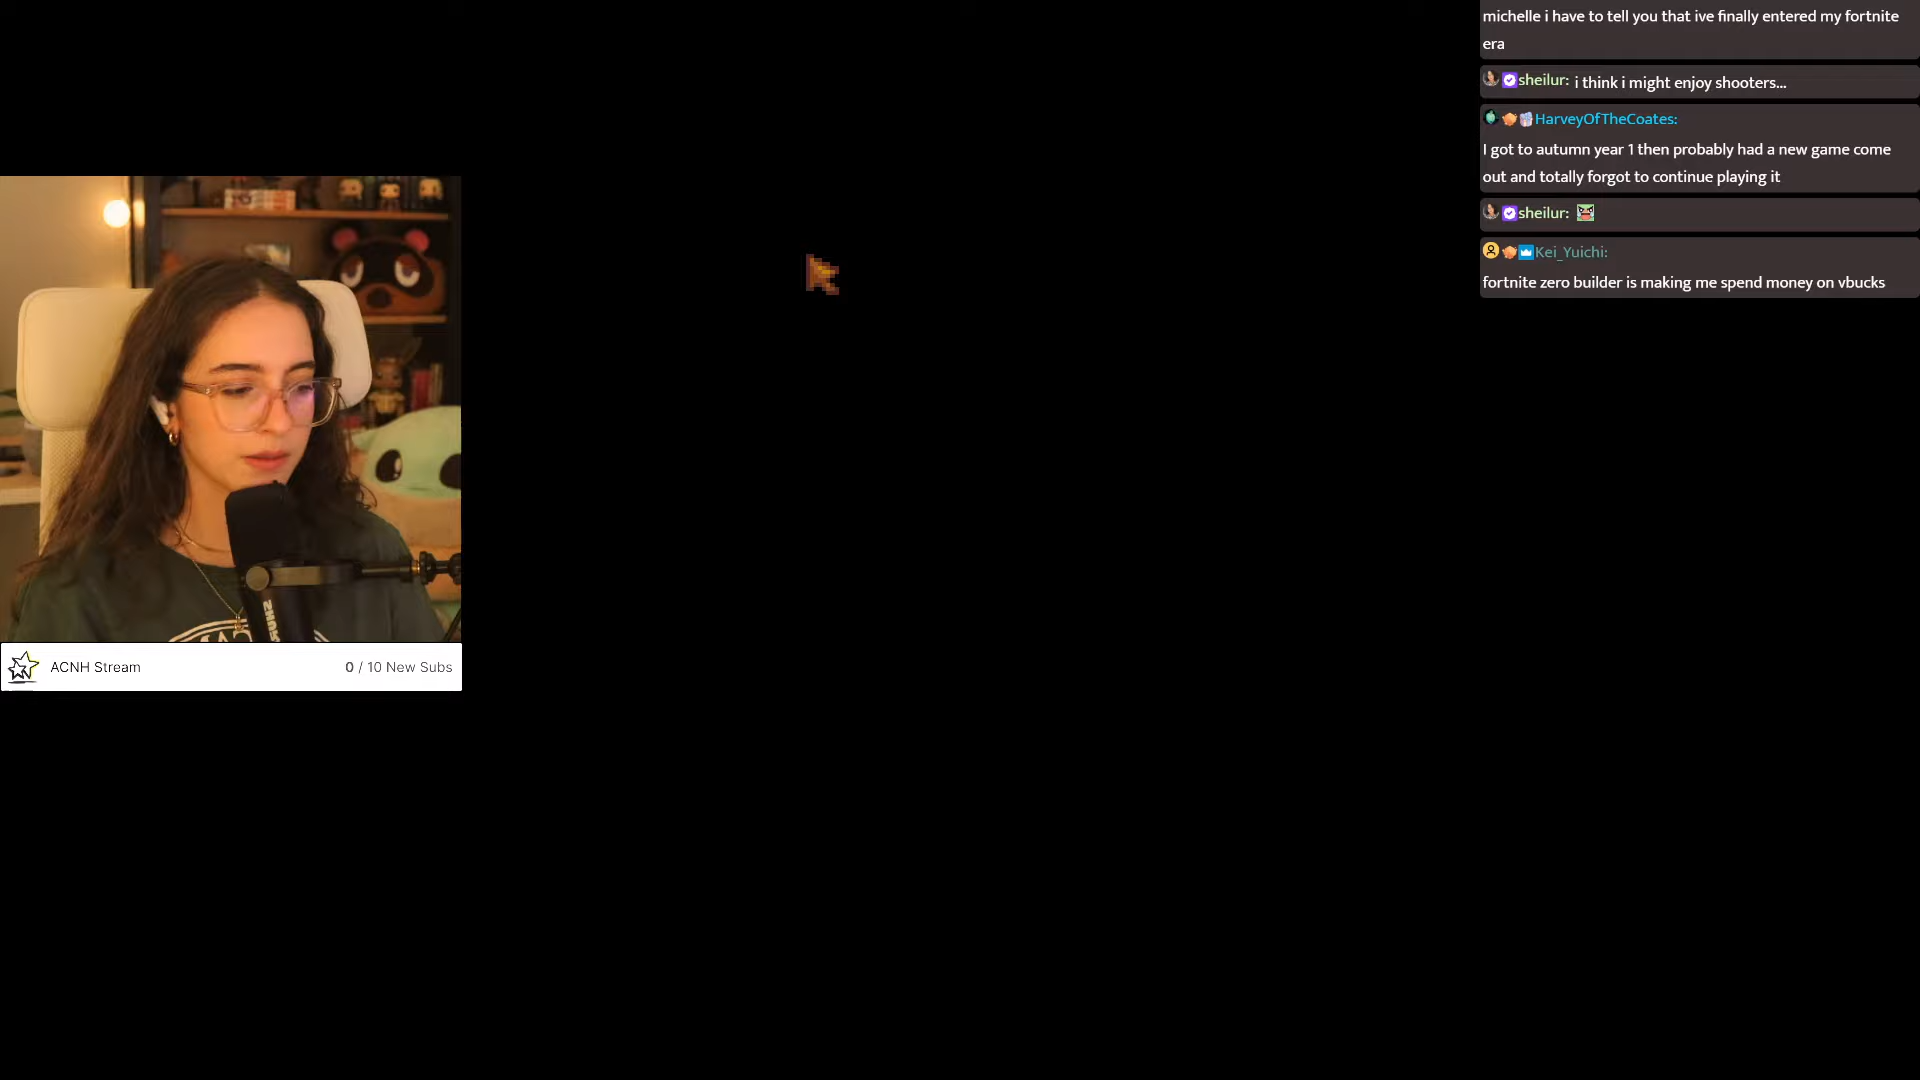 michelle i have to tell you that ive finally entered my fortnite
era
sheilur: i think i might enjoy shooters...
HarveyOfTheCoates:
I got to autumn year 1 then probably had a new game come
out and totally forgot to continue playing it
sheilur:
Kei_Yuichi:
fortnite zero builder is making me spend money on vbucks
SHURE
ACNH Stream 0 / 10 New Subs